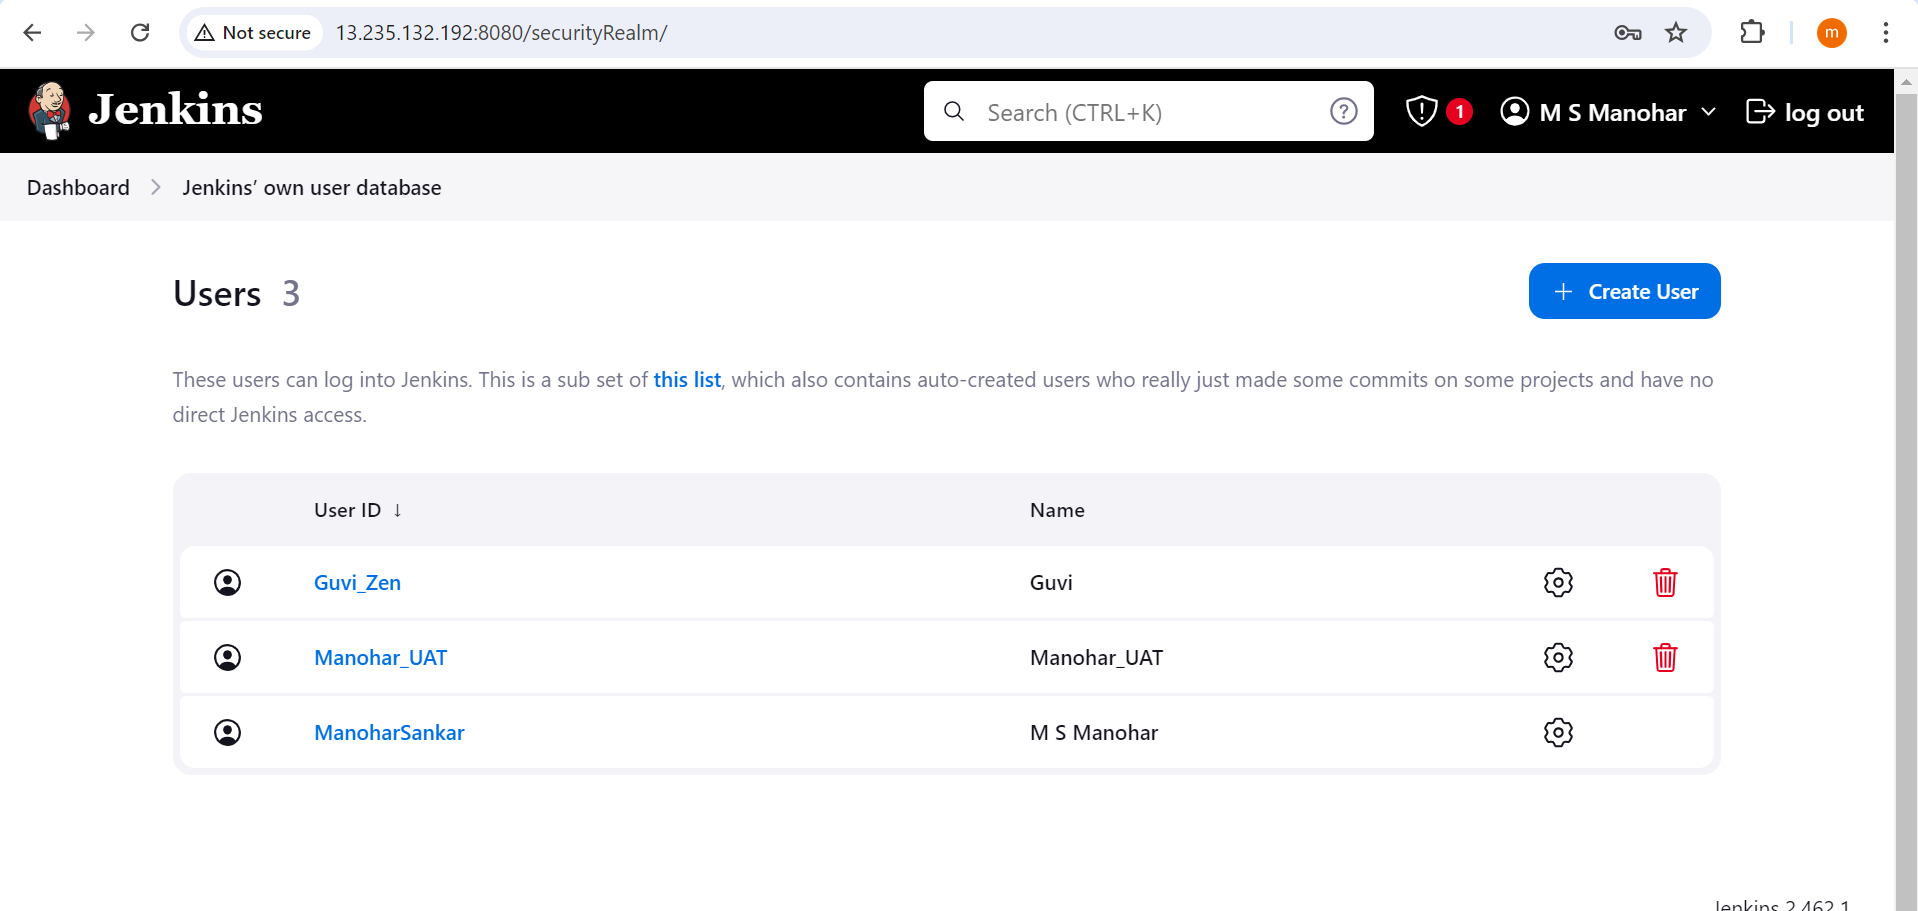 Not secure 13.235.132.192:8080/securityRealm/
m
Jenkins
Search (CTRL+K)
1
M S Manohar
log out
Dashboard
Jenkins' own user database
Users 3
Create User
These users can log into Jenkins. This is a sub set of this list, which also contains auto-created users who really just made some commits on some projects and have no
direct Jenkins access.
User ID ↓ Name
Guvi_Zen Guvi
Manohar_UAT Manohar_UAT
ManoharSankar M S Manohar
Jenkins 2.462.1